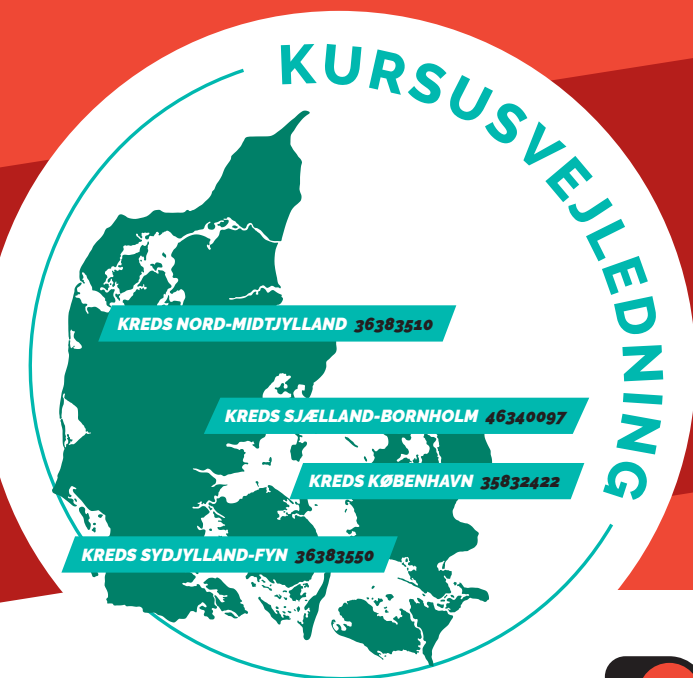 KURSUSVEJLEDNING
KREDS NORD-MIDTJYLLAND 36383510
KREDS SJÆLLAND-BORNHOLM 46340097
KREDS KØBENHAVN 35832422
KREDS SYDJYLLAND-FYN 36383550